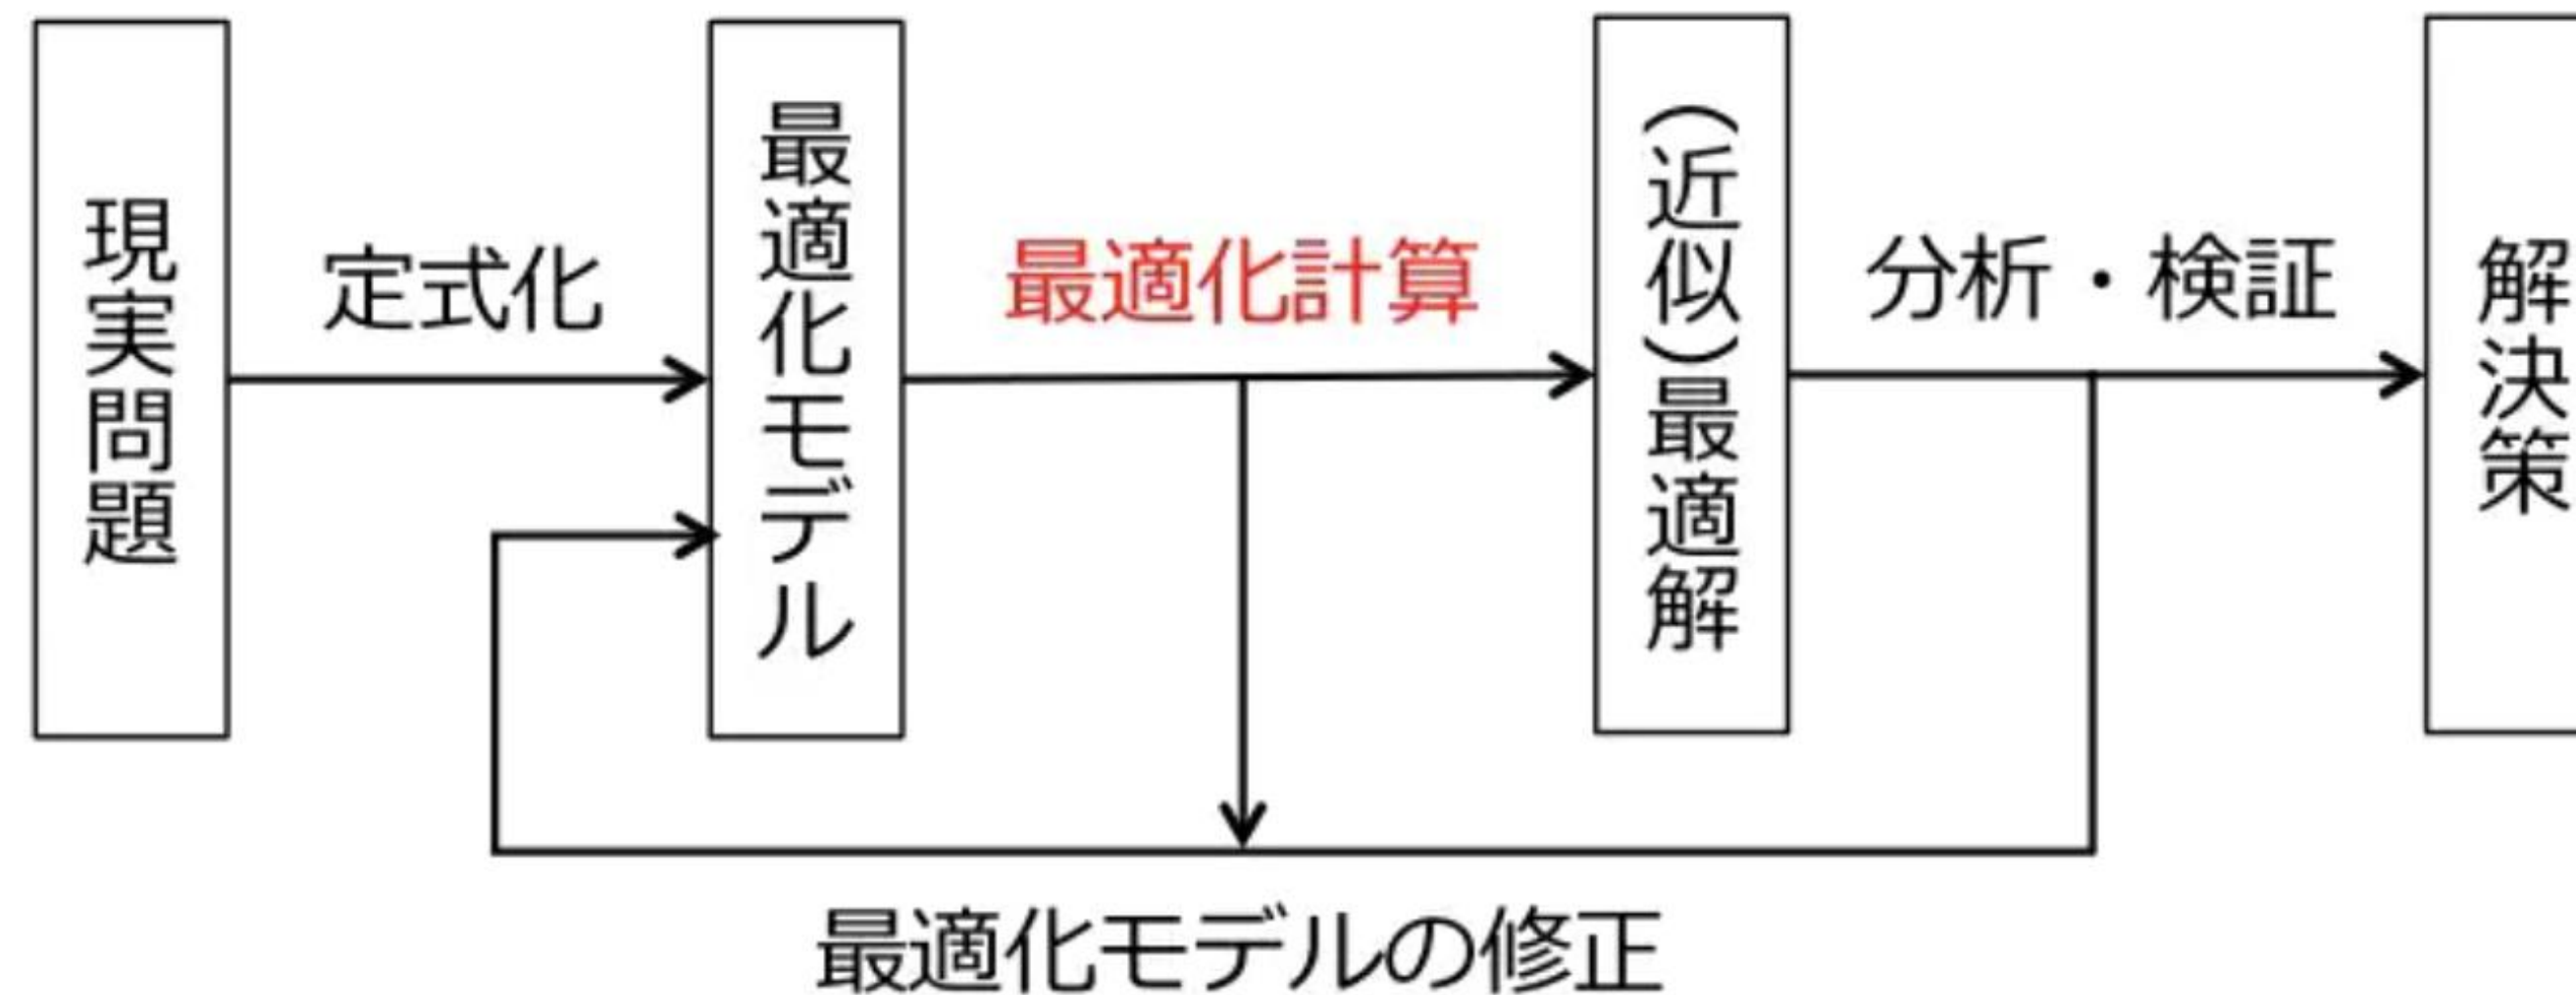 現実問題
定式化
最適化モデル
最適化計算
(近似)最適解
分析・検証
解決策
最適化モデルの修正